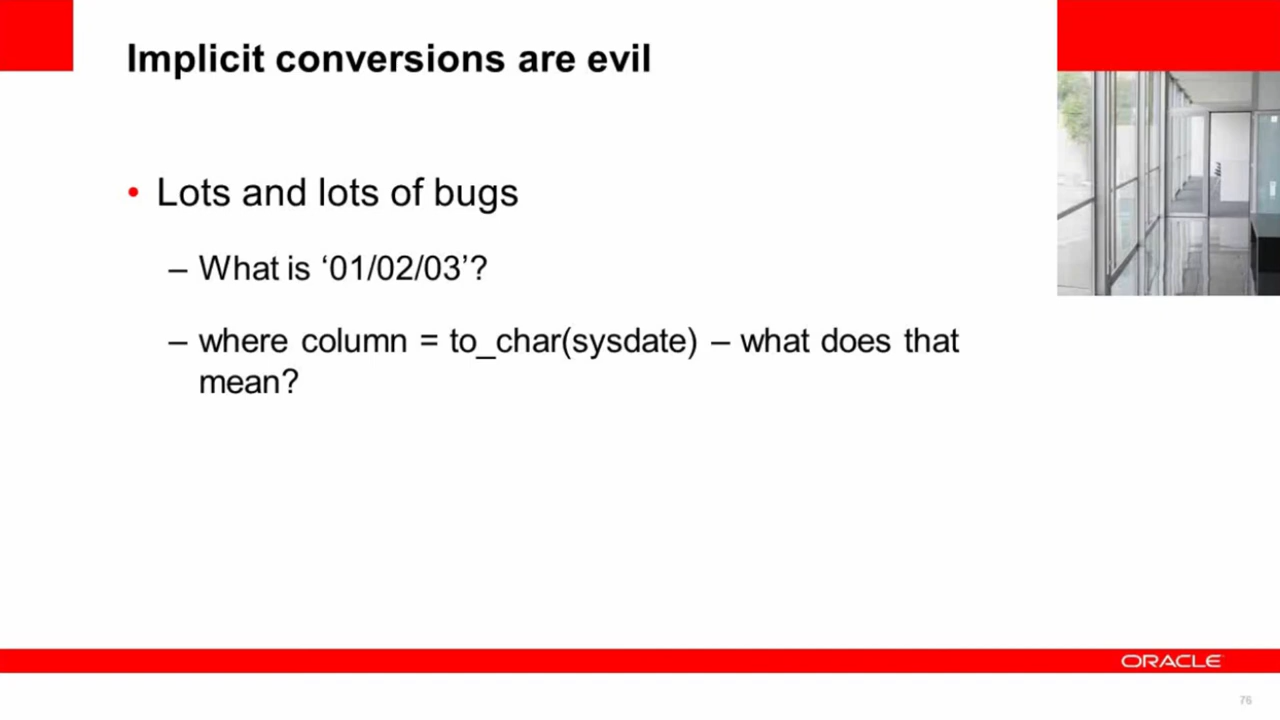 Implicit conversions are evil
• Lots and lots of bugs
– What is ‘01/02/03’?
– where column = to_char(sysdate) – what does that
mean?
ORACLE
76